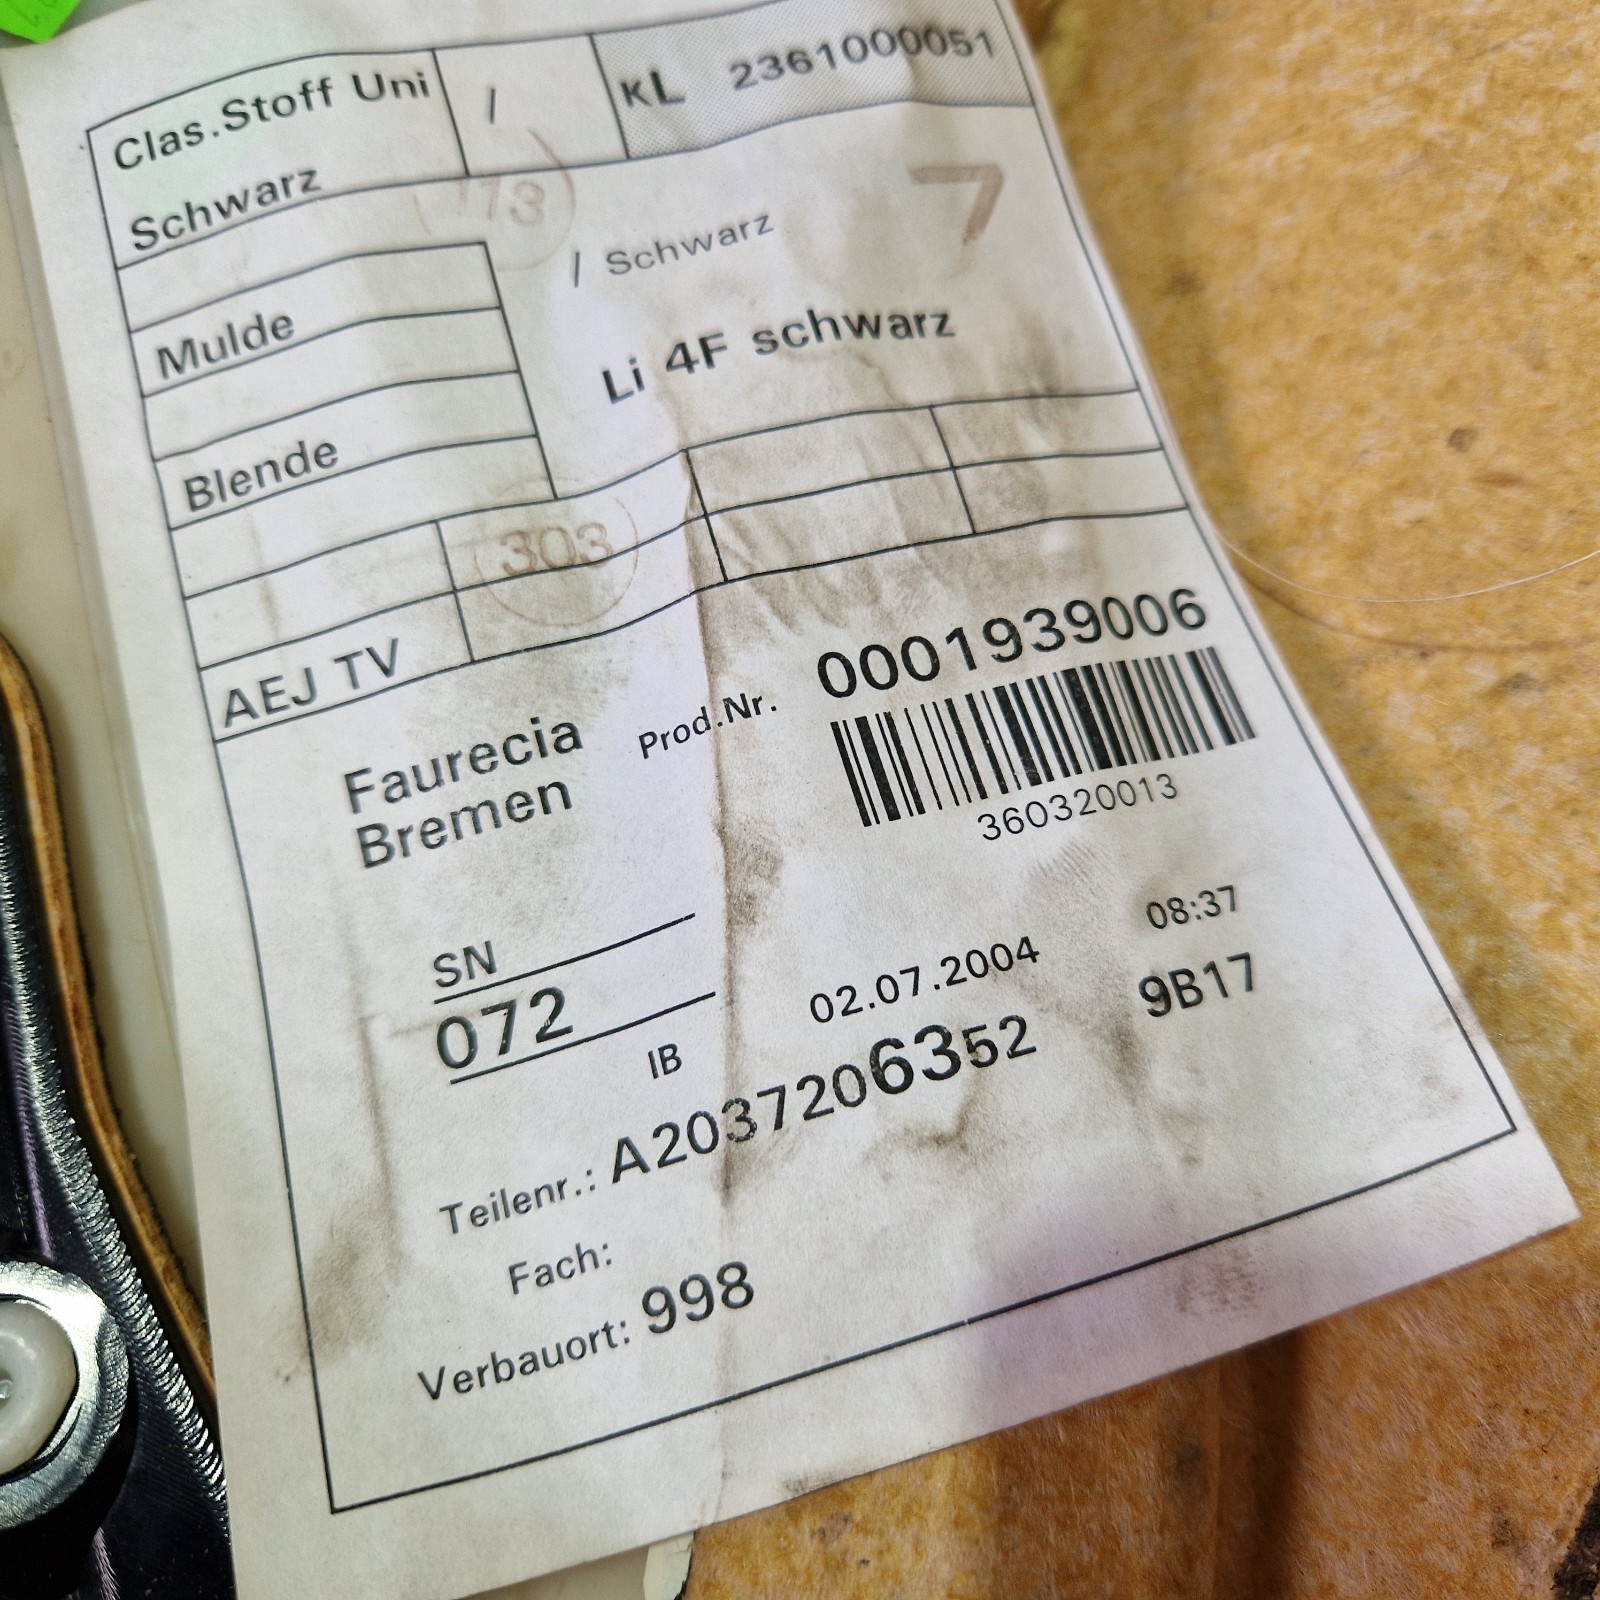 Clas.Stoff Uni / KL 2361000051
Schwarz
113
/ Schwarz
7
Mulde
Li 4F schwarz
Blende
303
AEJ TV
Faurecia
Bremen
Prod.Nr. 0001939006
360320013
SN
072
IB
02.07.2004 08:37
9B17
Teilenr.: A2037206352
Fach:
Verbauort: 998